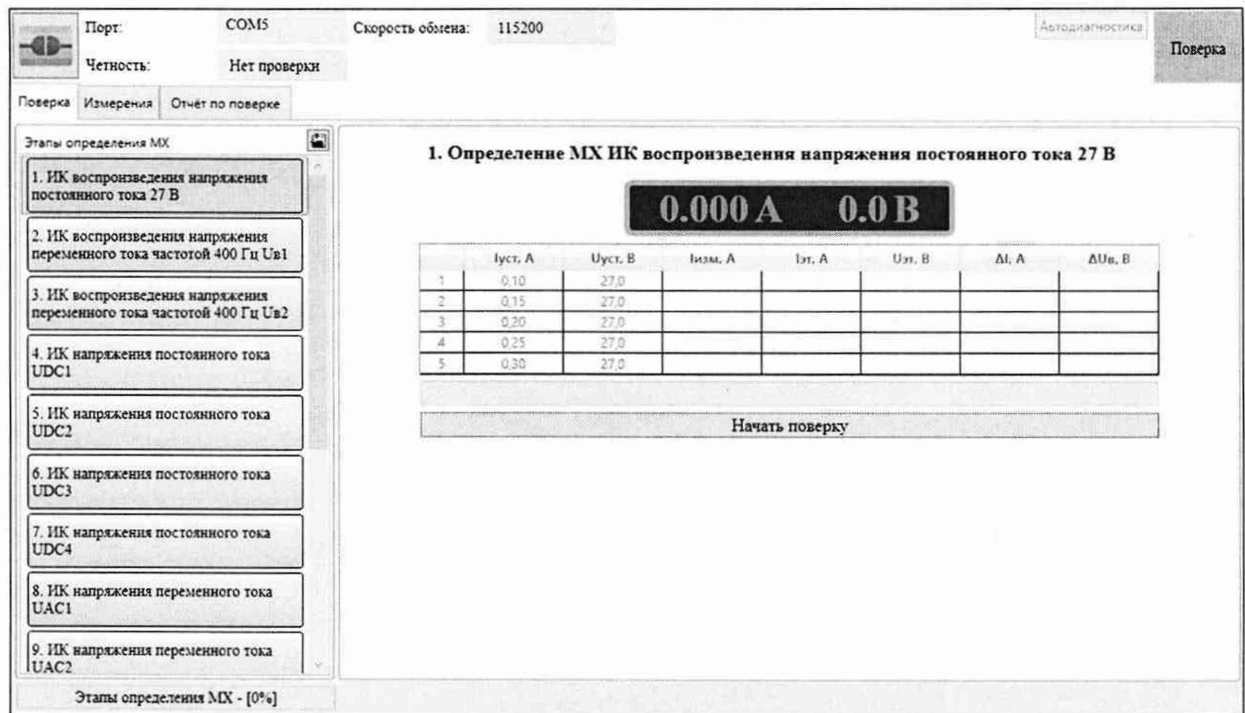 Порт: COM5 Скорость обмена: 115200 Автодиагностика Поверка
Четность: Нет проверки
Поверка Измерения Отчёт по поверке
Этапы определения МХ
1. ИК воспроизведения напряжения
постоянного тока 27 В
2. ИК воспроизведения напряжения
переменного тока частотой 400 Гц Uв1
3. ИК воспроизведения напряжения
переменного тока частотой 400 Гц Uв2
4. ИК напряжения постоянного тока
UDC1
5. ИК напряжения постоянного тока
UDC2
6. ИК напряжения постоянного тока
UDC3
7. ИК напряжения постоянного тока
UDC4
8. ИК напряжения переменного тока
UAC1
9. ИК напряжения переменного тока
UAC2
Этапы определения МХ - [0%]
1. Определение МХ ИК воспроизведения напряжения постоянного тока 27 В
0.000 А 0.0 В
Iуст, А Uуст, В Iизм, А Iэт, А Uэт, В ΔI, А ΔUв, В
1 0,10 27,0
2 0,15 27,0
3 0,20 27,0
4 0,25 27,0
5 0,30 27,0
Начать поверку